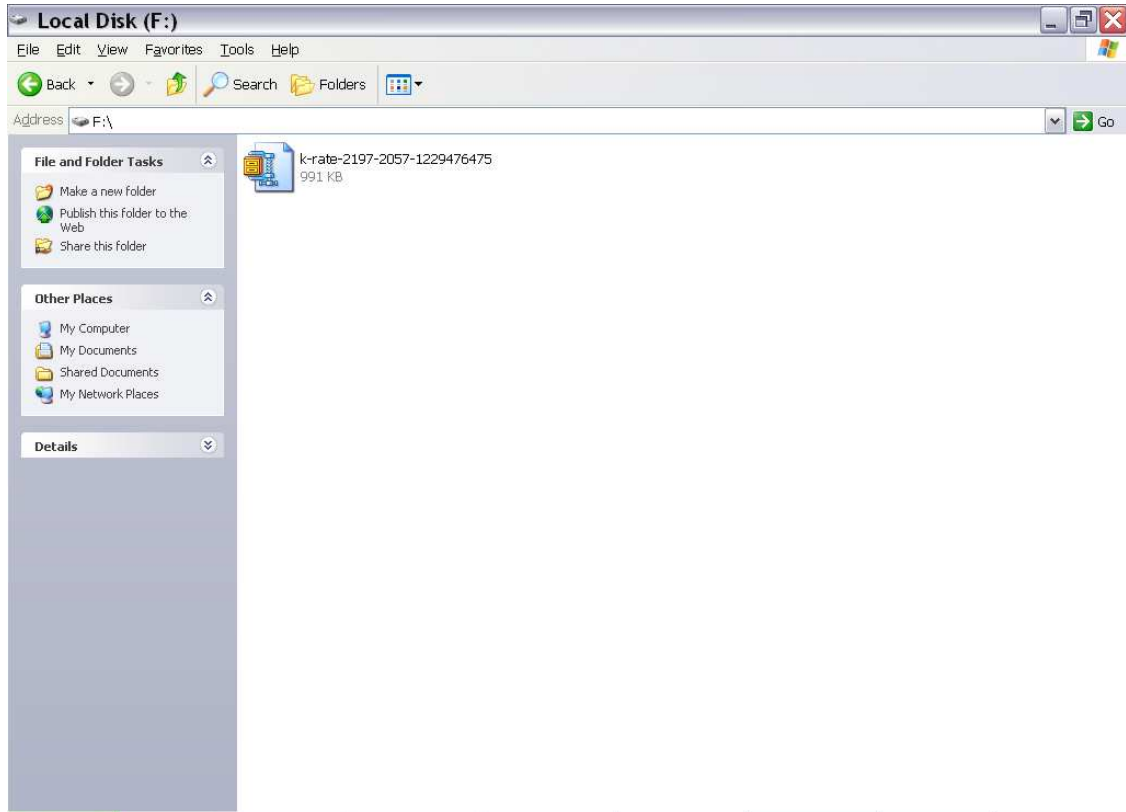 Local Disk (F:)
File Edit View Favorites Tools Help
Back Search Folders
Address F:\ Go
File and Folder Tasks
Make a new folder
Publish this folder to the
Web
Share this folder
Other Places
My Computer
My Documents
Shared Documents
My Network Places
Details
k-rate-2197-2057-1229476475
991 KB